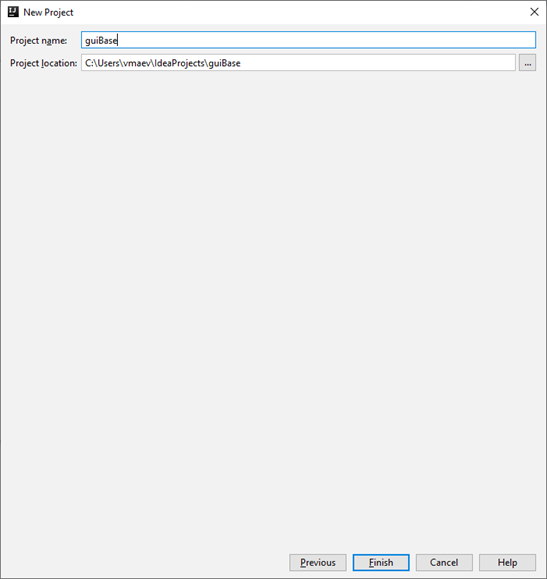 New Project
Project name: guiBase
Project location: C:\Users\vmaev\IdeaProjects\guiBase ...
Previous Finish Cancel Help